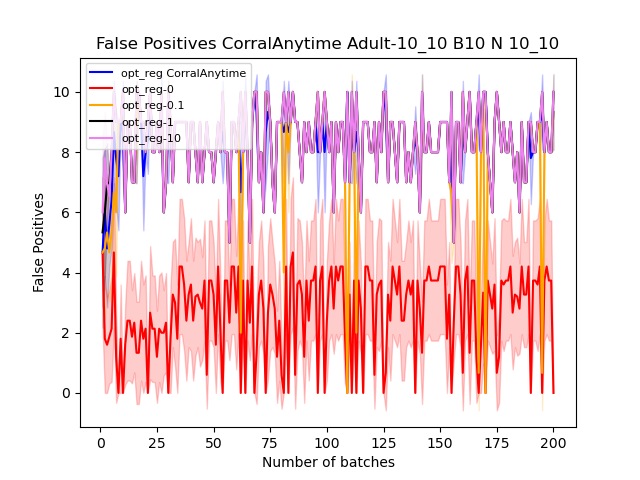 False Positives CorralAnytime Adult-10_10 B10 N 10_10
opt_reg CorralAnytime
opt_reg-0
opt_reg-0.1
opt_reg-1
opt_reg-10
10
8
6
4
2
0
False Positives
0 25 50 75 100 125 150 175 200
Number of batches